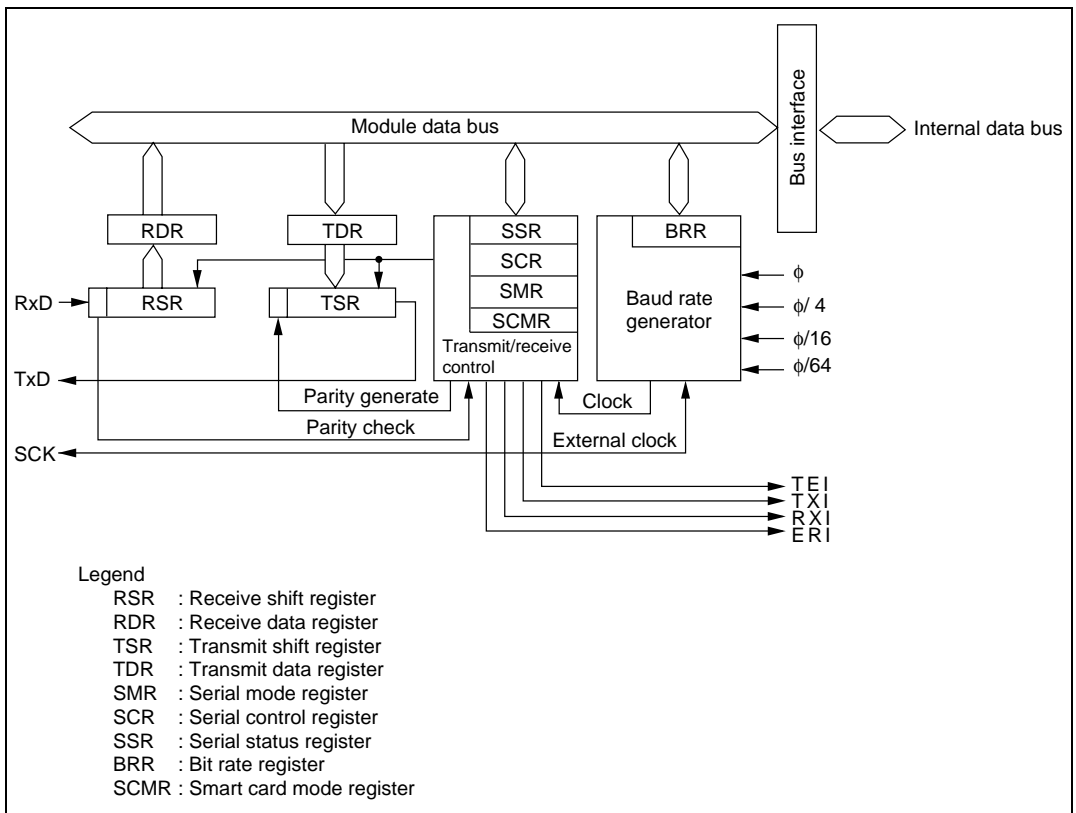 Bus interface
Module data bus
Internal data bus
RDR
TDR
SSR
SCR
SMR
SCMR
Transmit/receive
control
BRR
Baud rate
generator
ϕ
ϕ/ 4
ϕ/16
ϕ/64
RxD
RSR
TSR
TxD
Parity generate
Parity check
Clock
External clock
SCK
TEI
TXI
RXI
ERI
Legend
RSR : Receive shift register
RDR : Receive data register
TSR : Transmit shift register
TDR : Transmit data register
SMR : Serial mode register
SCR : Serial control register
SSR : Serial status register
BRR : Bit rate register
SCMR : Smart card mode register